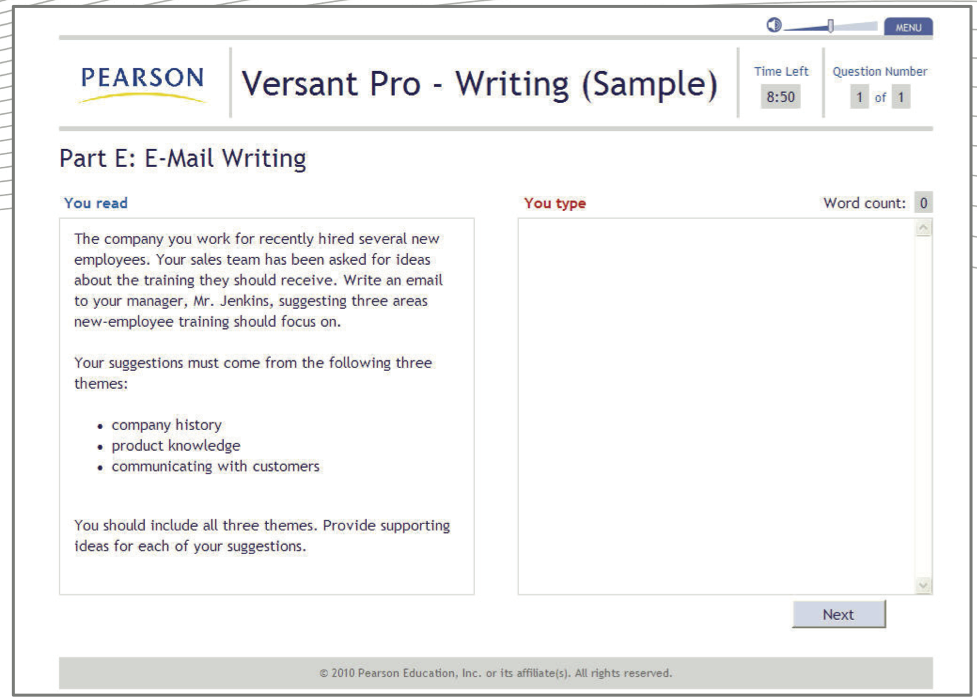 MENU
PEARSON
Versant Pro - Writing (Sample)
Time Left
8:50
Question Number
1 of 1
Part E: E-Mail Writing
You read
The company you work for recently hired several new
employees. Your sales team has been asked for ideas
about the training they should receive. Write an email
to your manager, Mr. Jenkins, suggesting three areas
new-employee training should focus on.
Your suggestions must come from the following three
themes:
• company history
• product knowledge
• communicating with customers
You should include all three themes. Provide supporting
ideas for each of your suggestions.
You type
Word count: 0
Next
© 2010 Pearson Education, Inc. or its affiliate(s). All rights reserved.